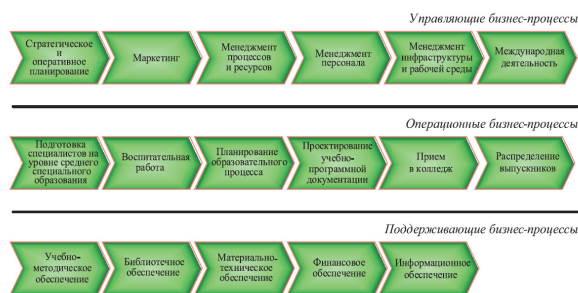 Управляющие бизнес-процессы
Стратегическое
и
оперативное
планирование
Маркетинг
Менеджмент
процессов
и ресурсов
Менеджмент
персонала
Менеджмент
инфраструктуры
и рабочей среды
Международная
деятельность
Операционные бизнес-процессы
Подготовка
специалистов на
уровне среднего
специального
образования
Воспитательная
работа
Планирование
образовательного
процесса
Проектирование
учебно-
программной
документации
Прием
в колледж
Распределение
выпускников
Поддерживающие бизнес-процессы
Учебно-
методическое
обеспечение
Библиотечное
обеспечение
Материально-
техническое
обеспечение
Финансовое
обеспечение
Информационное
обеспечение